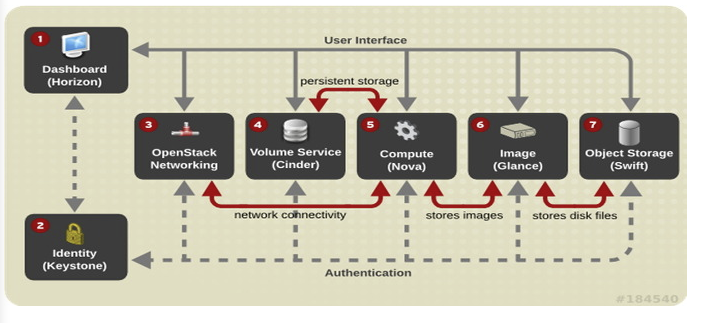 User Interface
1
Dashboard
(Horizon)
persistent storage
3
OpenStack
Networking
4
Volume Service
(Cinder)
5
Compute
(Nova)
6
Image
(Glance)
7
Object Storage
(Swift)
network connectivity
stores images
stores disk files
2
Identity
(Keystone)
Authentication
#184540